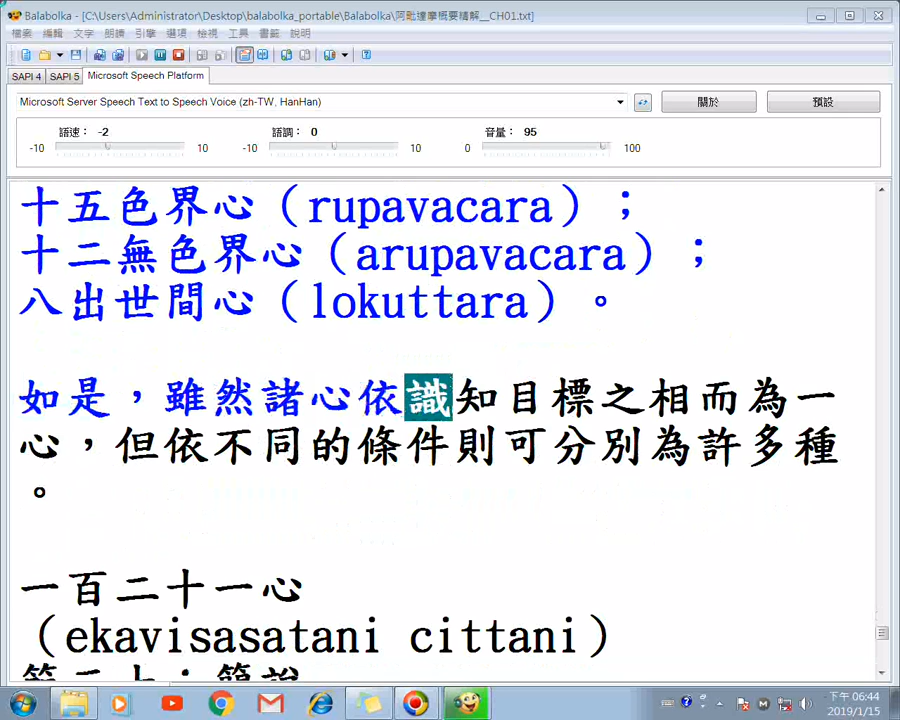 Balabolka - [C:\Users\Administrator\Desktop\balabolka_portable\Balabolka\阿毗達摩概要精解__CH01.txt]
檔案 編輯 文字 朗讀 引擎 選項 檢視 工具 書籤 說明
SAPI 4 SAPI 5 Microsoft Speech Platform
Microsoft Server Speech Text to Speech Voice (zh-TW, HanHan) 關於 預設
語速： -2 語調： 0 音量： 95
-10 10 -10 10 0 100
十五色界心（rupavacara）；
十二無色界心（arupavacara）；
八出世間心（lokuttara）。
如是，雖然諸心依識知目標之相而為一
心，但依不同的條件則可分別為許多種
。
一百二十一心
（ekavisasatani cittani）
下午 06:44
2019/1/15